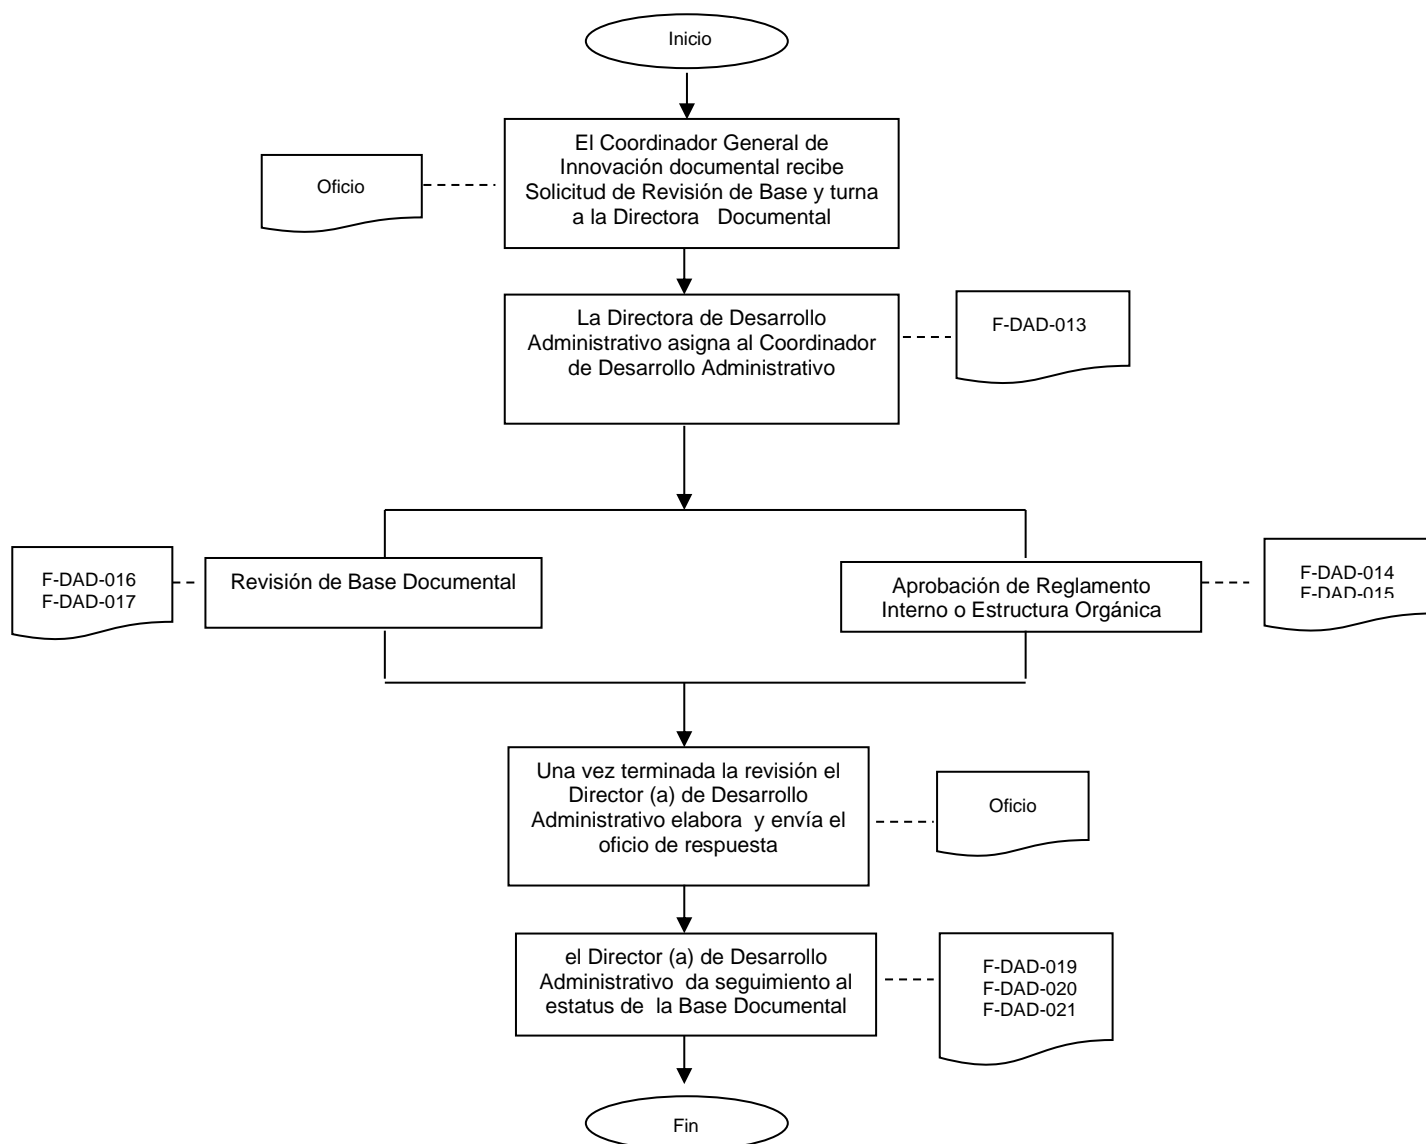 Inicio
El Coordinador General de
Innovación documental recibe
Solicitud de Revisión de Base y turna
a la Directora Documental
Oficio
La Directora de Desarrollo
Administrativo asigna al Coordinador
de Desarrollo Administrativo
F-DAD-013
F-DAD-016
F-DAD-017
Revisión de Base Documental
Aprobación de Reglamento
Interno o Estructura Orgánica
F-DAD-014
F-DAD-015
Una vez terminada la revisión el
Director (a) de Desarrollo
Administrativo elabora y envía el
oficio de respuesta
Oficio
el Director (a) de Desarrollo
Administrativo da seguimiento al
estatus de la Base Documental
F-DAD-019
F-DAD-020
F-DAD-021
Fin